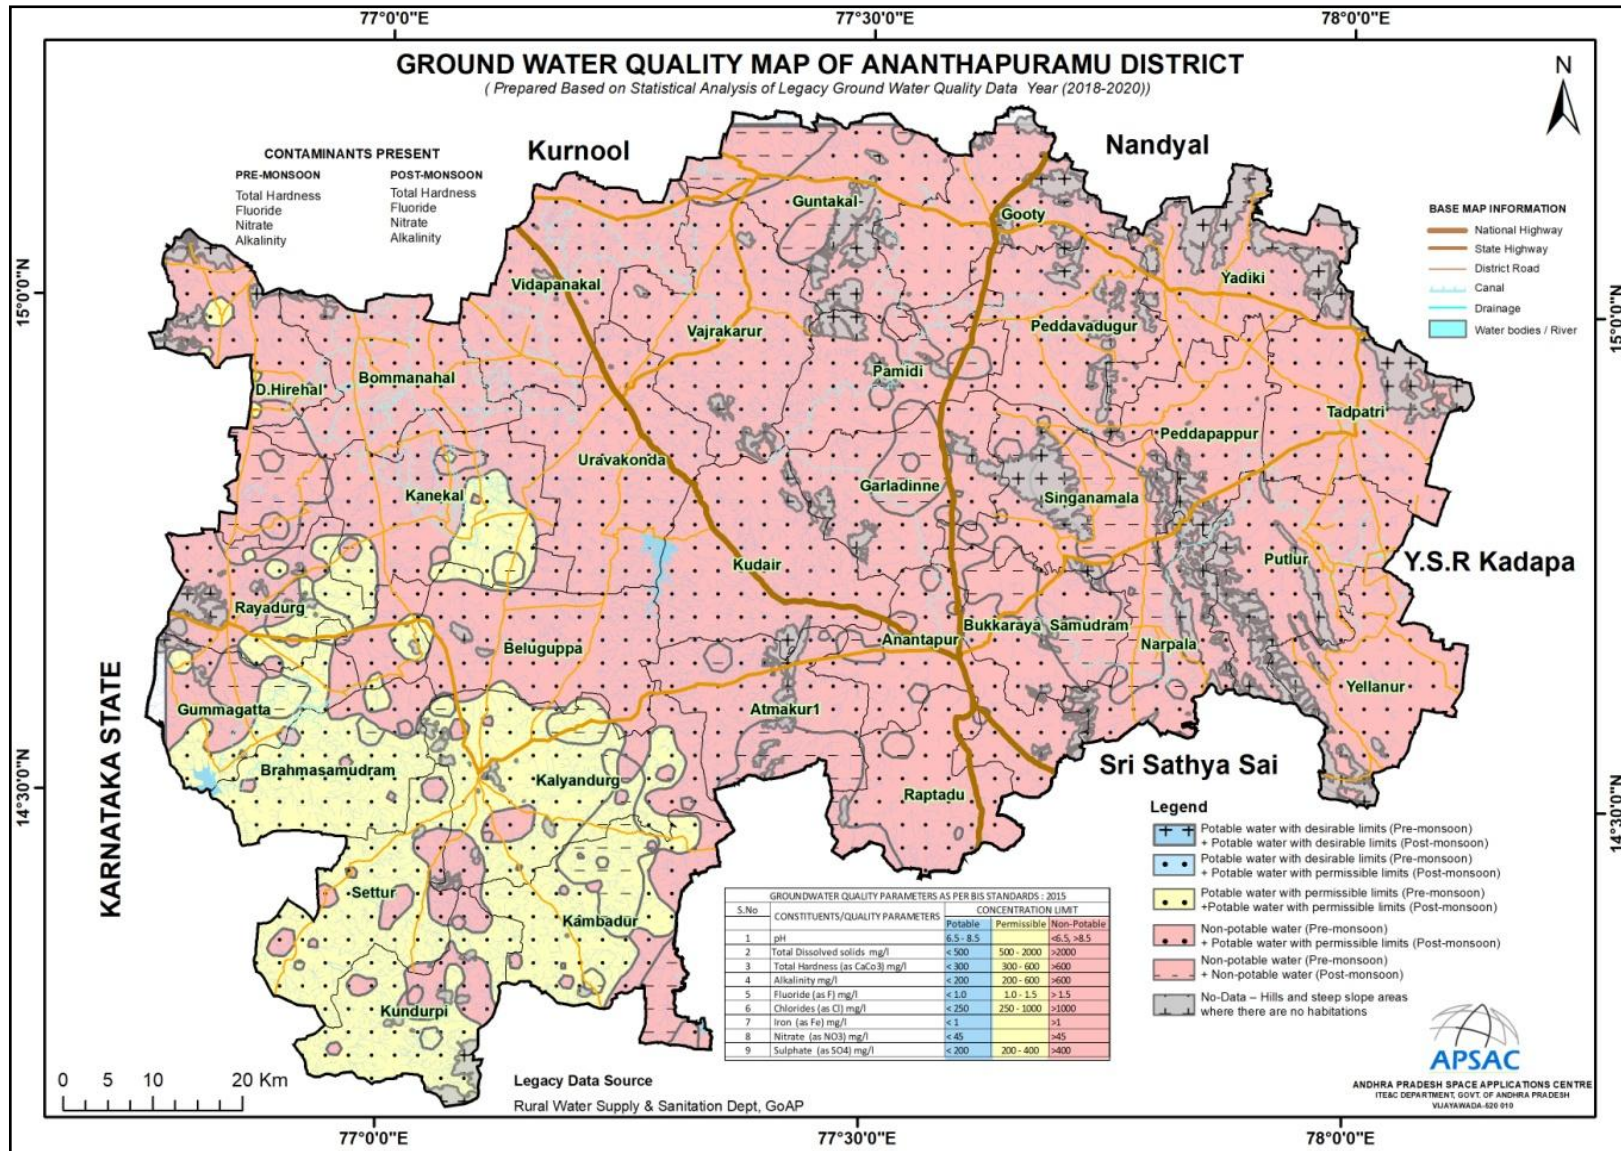 77°0'0"E
77°30'0"E
78°0'0"E
GROUND WATER QUALITY MAP OF ANANTHAPURAMU DISTRICT
( Prepared Based on Statistical Analysis of Legacy Ground Water Quality Data Year (2018-2020))
N
CONTAMINANTS PRESENT
PRE-MONSOON
Total Hardness
Fluoride
Nitrate
Alkalinity
POST-MONSOON
Total Hardness
Fluoride
Nitrate
Alkalinity
Kurnool
Nandyal
Y.S.R Kadapa
Sri Sathya Sai
KARNATAKA STATE
15°0'0"N
15°0'0"N
14°30'0"N
14°30'0"N
BASE MAP INFORMATION
National Highway
State Highway
District Road
Canal
Drainage
Water bodies / River
Guntakal
Gooty
Vidapanakal
Yadiki
Vajrakarur
Peddavadugur
Pamidi
Bommanahal
D.Hirehal
Tadpatri
Peddapappur
Uravakonda
Kanekal
Garladinne
Singanamala
Kudair
Putlur
Rayadurg
Bukkaraya Samudram
Anantapur
Beluguppa
Narpala
Yellanur
Gummagatta
Atmakur1
Brahmasamudram
Kalyandurg
Raptadu
Settur
Kambadur
Kundurpi
Legend
Potable water with desirable limits (Pre-monsoon)
+ Potable water with desirable limits (Post-monsoon)
Potable water with desirable limits (Pre-monsoon)
+ Potable water with permissible limits (Post-monsoon)
Potable water with permissible limits (Pre-monsoon)
+Potable water with permissible limits (Post-monsoon)
Non-potable water (Pre-monsoon)
+ Potable water with permissible limits (Post-monsoon)
Non-potable water (Pre-monsoon)
+ Non-potable water (Post-monsoon)
No-Data – Hills and steep slope areas
where there are no habitations
GROUNDWATER QUALITY PARAMETERS AS PER BIS STANDARDS : 2015
S.No CONSTITUENTS/QUALITY PARAMETERS CONCENTRATION LIMIT
Potable Permissible Non-Potable
1 pH 6.5 - 8.5 <6.5, >8.5
2 Total Dissolved solids mg/l < 500 500 - 2000 >2000
3 Total Hardness (as CaCo3) mg/l < 300 300 - 600 >600
4 Alkalinity mg/l < 200 200 - 600 >600
5 Fluoride (as F) mg/l < 1.0 1.0 - 1.5 > 1.5
6 Chlorides (as Cl) mg/l < 250 250 - 1000 >1000
7 Iron (as Fe) mg/l < 1 >1
8 Nitrate (as NO3) mg/l < 45 >45
9 Sulphate (as SO4) mg/l < 200 200 - 400 >400
0 5 10 20 Km
Legacy Data Source
Rural Water Supply & Sanitation Dept, GoAP
APSAC
ANDHRA PRADESH SPACE APPLICATIONS CENTRE
ITE&C DEPARTMENT, GOVT. OF ANDHRA PRADESH
VIJAYAWADA-520 010
77°0'0"E
77°30'0"E
78°0'0"E